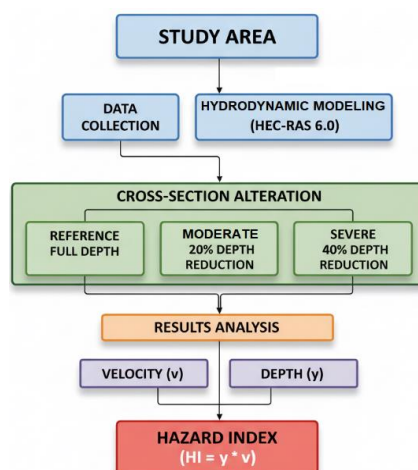 STUDY AREA
DATA
COLLECTION
HYDRODYNAMIC MODELING
(HEC-RAS 6.0)
CROSS-SECTION ALTERATION
REFERENCE
FULL DEPTH
MODERATE
20% DEPTH
REDUCTION
SEVERE
40% DEPTH
REDUCTION
RESULTS ANALYSIS
VELOCITY (v)
DEPTH (y)
HAZARD INDEX
(HI = y * v)